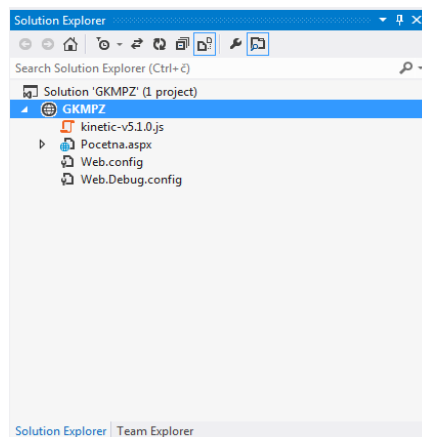 Solution Explorer
Search Solution Explorer (Ctrl+č)
Solution 'GKMPZ' (1 project)
GKMPZ
kinetic-v5.1.0.js
Pocetna.aspx
Web.config
Web.Debug.config
Solution Explorer Team Explorer